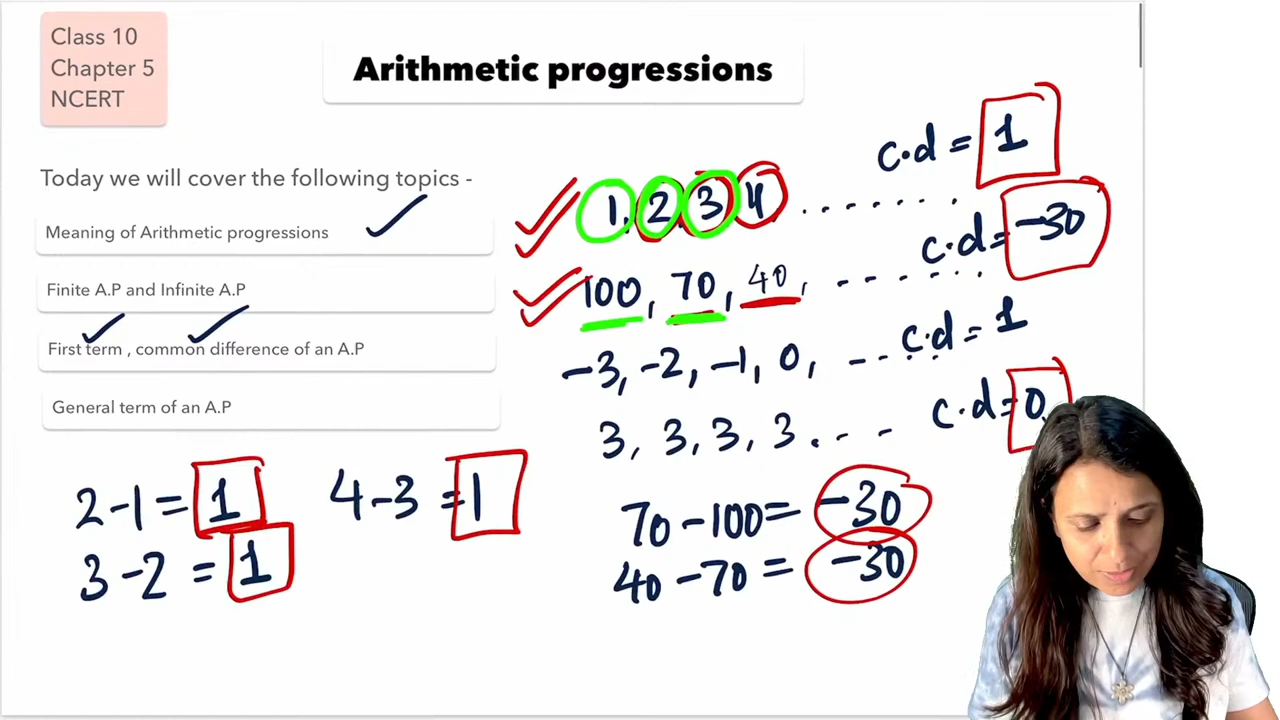 Class 10
Chapter 5
NCERT
Arithmetic progressions
Today we will cover the following topics -
Meaning of Arithmetic progressions
Finite A.P and Infinite A.P
First term , common difference of an A.P
General term of an A.P
1, 2, 3, 4, ........ c.d = 1
100, 70, 40, ------ c.d = -30
-3, -2, -1, 0, ----- c.d = 1
3, 3, 3, 3 . -- - c.d = 0
2-1 = 1
3-2 = 1
4-3 = 1
70-100 = -30
40-70 = -30